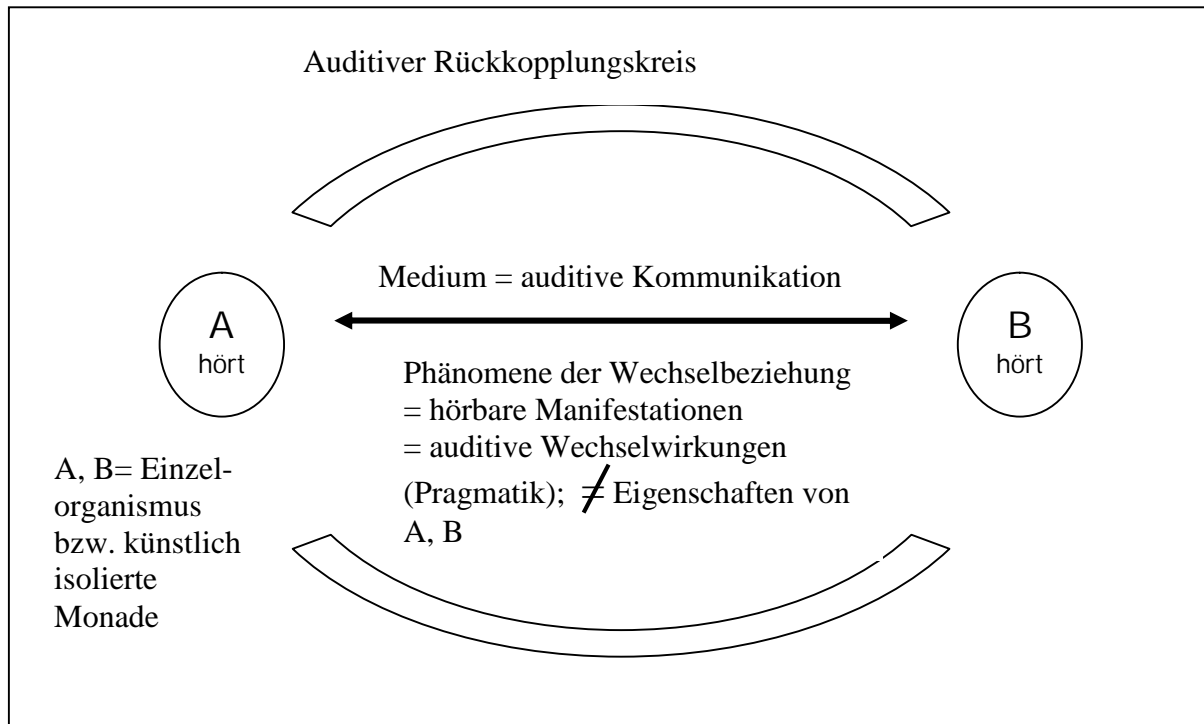 Auditiver Rückkopplungskreis
Medium = auditive Kommunikation
A
hört
B
hört
Phänomene der Wechselbeziehung
= hörbare Manifestationen
= auditive Wechselwirkungen
(Pragmatik); ≠ Eigenschaften von
A, B
A, B= Einzel-
organismus
bzw. künstlich
isolierte
Monade